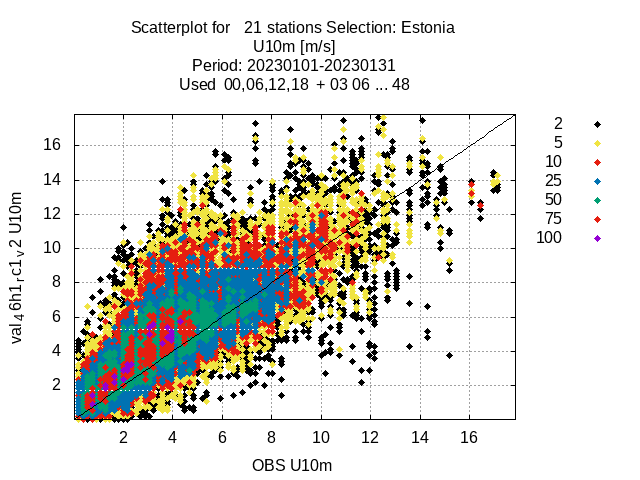 Scatterplot for   21 stations Selection: Estonia
U10m [m/s]
Period: 20230101-20230131
Used  00,06,12,18  + 03 06 ... 48
2
5
10
25
50
75
100
16
14
12
10
8
6
4
2
val₄6h1ᵣc1ᵥ2 U10m
2 4 6 8 10 12 14 16
OBS U10m